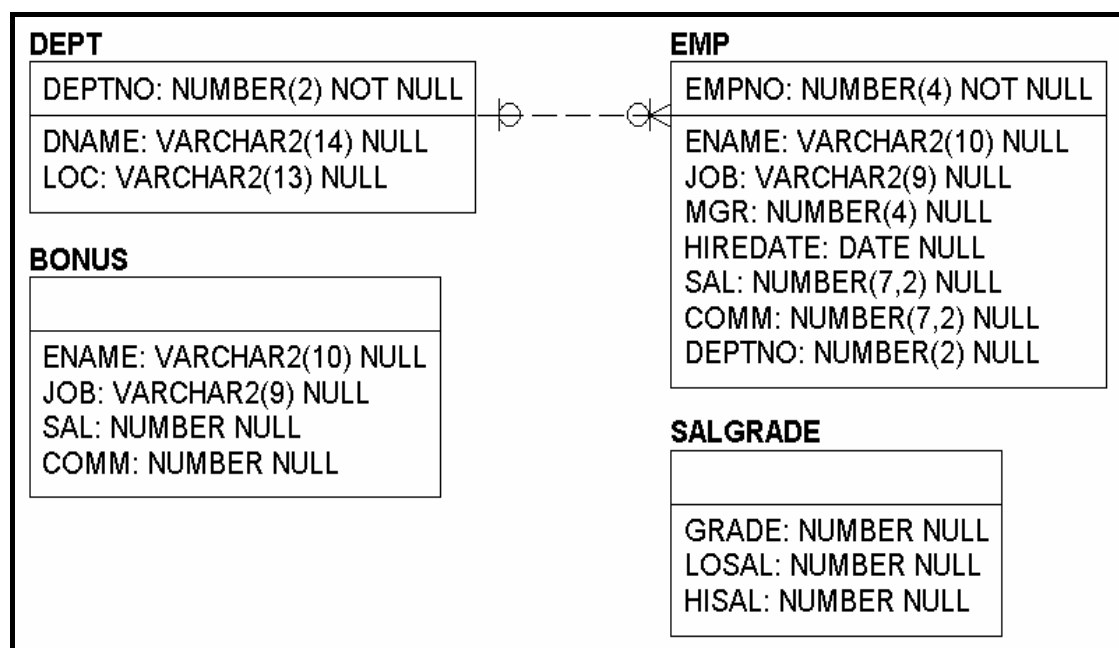 DEPT
DEPTNO: NUMBER(2) NOT NULL
DNAME: VARCHAR2(14) NULL
LOC: VARCHAR2(13) NULL
BONUS
ENAME: VARCHAR2(10) NULL
JOB: VARCHAR2(9) NULL
SAL: NUMBER NULL
COMM: NUMBER NULL
EMP
EMPNO: NUMBER(4) NOT NULL
ENAME: VARCHAR2(10) NULL
JOB: VARCHAR2(9) NULL
MGR: NUMBER(4) NULL
HIREDATE: DATE NULL
SAL: NUMBER(7,2) NULL
COMM: NUMBER(7,2) NULL
DEPTNO: NUMBER(2) NULL
SALGRADE
GRADE: NUMBER NULL
LOSAL: NUMBER NULL
HISAL: NUMBER NULL